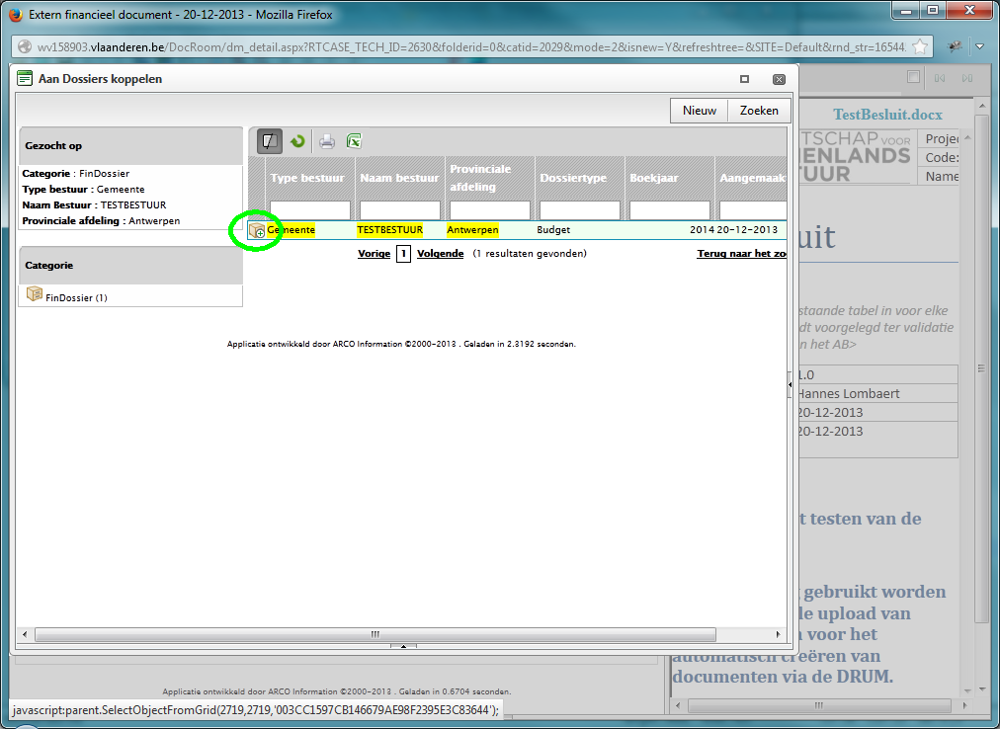 Extern financieel document - 20-12-2013 - Mozilla Firefox
wv158903.vlaanderen.be/DocRoom/dm_detail.aspx?RTCASE_TECH_ID=2630&folderid=0&catid=2029&mode=2&isnew=Y&refreshtree=&SITE=Default&rnd_str=16544
Aan Dossiers koppelen
Nieuw Zoeken
Gezocht op
Categorie : FinDossier
Type bestuur : Gemeente
Naam Bestuur : TESTBESTUUR
Provinciale afdeling : Antwerpen
Categorie
FinDossier (1)
Type bestuur Naam bestuur Provinciale afdeling Dossiertype Boekjaar Aangemaakt
Gemeente TESTBESTUUR Antwerpen Budget 2014 20-12-2013
Vorige 1 Volgende (1 resultaten gevonden) Terug naar het zo
Applicatie ontwikkeld door ARCO Information ©2000-2013 . Geladen in 2.3192 seconden.
TestBesluit.docx
TSCHAP VOOR
ENLANDS
TUUR
Projec
Code:
Name
uit
staande tabel in voor elke
dt voorgelegd ter validatie
n het AB>
1.0
Hannes Lombaert
20-12-2013
20-12-2013
t testen van de
gebruikt worden
le upload van
n voor het
automatisch creëren van
documenten via de DRUM.
Applicatie ontwikkeld door ARCO Information ©2000-2013 . Geladen in 0.6704 seconden.
javascript:parent.SelectObjectFromGrid(2719,2719,'003CC1597CB146679AE98F2395E3C83644');